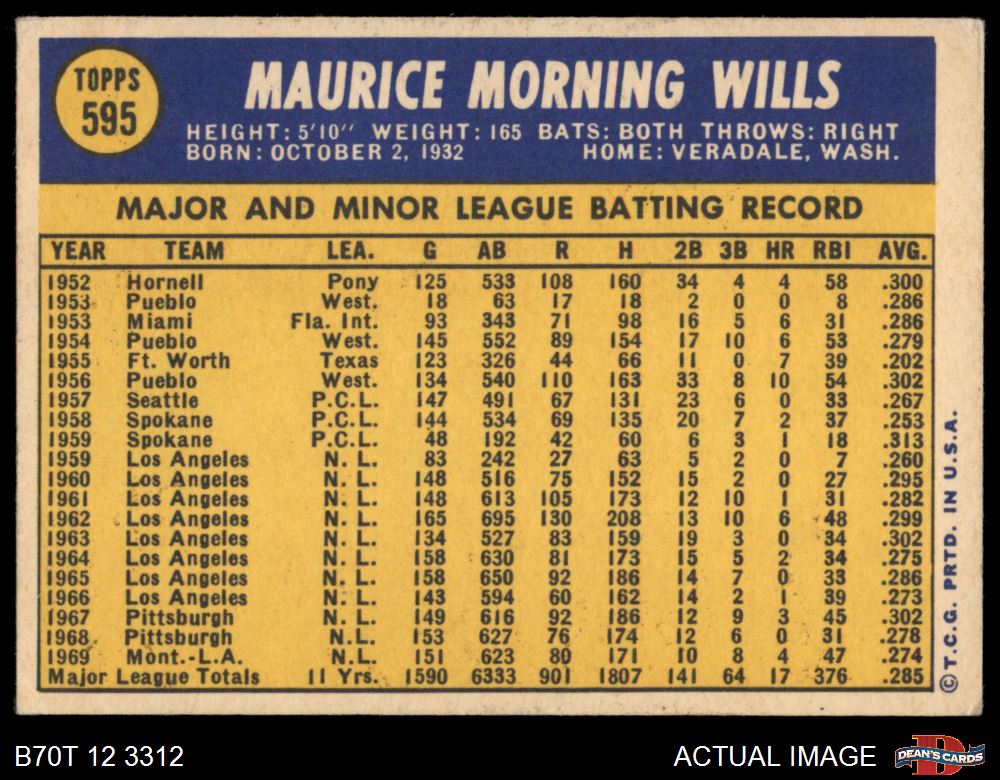 TOPPS
595
MAURICE MORNING WILLS
HEIGHT: 5'10" WEIGHT: 165 BATS: BOTH THROWS: RIGHT
BORN: OCTOBER 2, 1932 HOME: VERADALE, WASH.
MAJOR AND MINOR LEAGUE BATTING RECORD
YEAR TEAM LEA. G AB R H 2B 3B HR RBI AVG.
1952 Hornell Pony 125 533 108 160 34 4 4 58 .300
1953 Pueblo West. 18 63 17 18 2 0 0 8 .286
1953 Miami Fla. Int. 93 343 71 98 16 5 6 31 .286
1954 Pueblo West. 145 552 89 154 17 10 6 53 .279
1955 Ft. Worth Texas 123 326 44 66 11 0 7 39 .202
1956 Pueblo West. 134 540 110 163 33 8 10 54 .302
1957 Seattle P.C.L. 147 491 67 131 23 6 0 33 .267
1958 Spokane P.C.L. 144 534 69 135 20 7 2 37 .253
1959 Spokane P.C.L. 48 192 42 60 6 3 1 18 .313
1959 Los Angeles N. L. 83 242 27 63 5 2 0 7 .260
1960 Los Angeles N. L. 148 516 75 152 15 2 0 27 .295
1961 Los Angeles N. L. 148 613 105 173 12 10 1 31 .282
1962 Los Angeles N. L. 165 695 130 208 13 10 6 48 .299
1963 Los Angeles N. L. 134 527 83 159 19 3 0 34 .302
1964 Los Angeles N. L. 158 630 81 173 15 5 2 34 .275
1965 Los Angeles N. L. 158 650 92 186 14 7 0 33 .286
1966 Los Angeles N. L. 143 594 60 162 14 2 1 39 .273
1967 Pittsburgh N. L. 149 616 92 186 12 9 3 45 .302
1968 Pittsburgh N.L. 153 627 76 174 12 6 0 31 .278
1969 Mont.-L.A. N.L. 151 623 80 171 10 8 4 47 .274
Major League Totals 11 Yrs. 1590 6333 901 1807 141 64 17 376 .285
©T.C.G. PRTD. IN U.S.A.
B70T 12 3312 ACTUAL IMAGE
DEAN'S CARDS